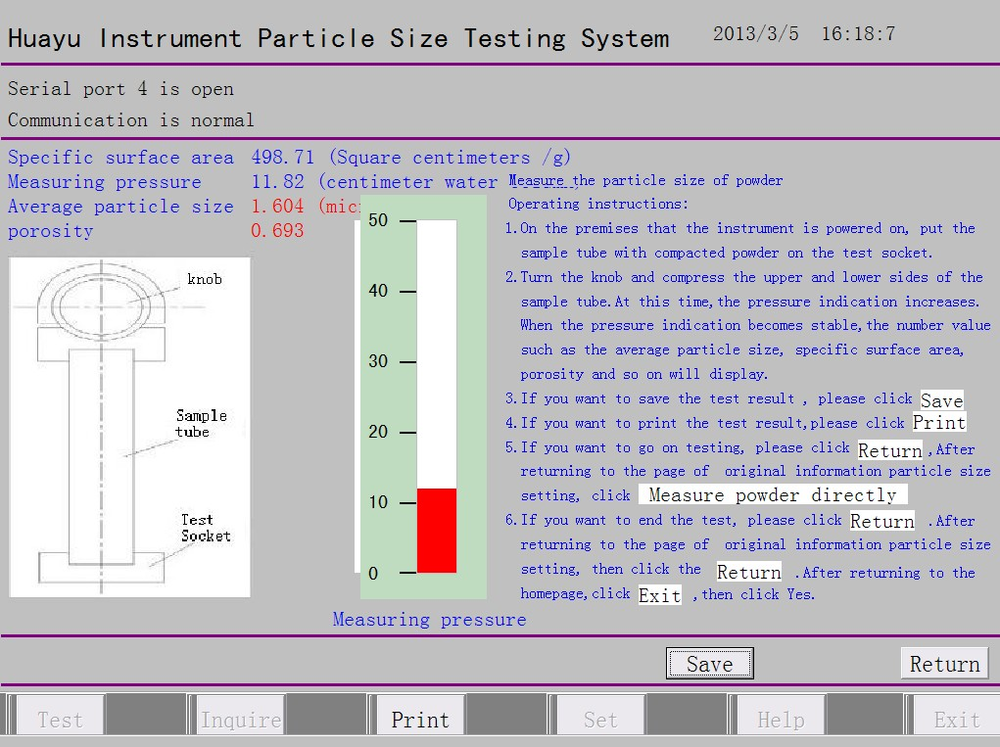 Huayu Instrument Particle Size Testing System
2013/3/5 16:18:7
Serial port 4 is open
Communication is normal
Specific surface area 498.71 (Square centimeters /g)
Measuring pressure 11.82 (centimeter water
Average particle size 1.604 (mic
porosity 0.693
knob
Sample
tube
Test
Socket
50
40
30
20
10
0
Measuring pressure
Measure the particle size of powder
Operating instructions:
1.On the premises that the instrument is powered on, put the
sample tube with compacted powder on the test socket.
2.Turn the knob and compress the upper and lower sides of the
sample tube.At this time,the pressure indication increases.
When the pressure indication becomes stable,the number value
such as the average particle size, specific surface area,
porosity and so on will display.
3.If you want to save the test result , please click Save
4.If you want to print the test result,please click Print
5.If you want to go on testing, please click Return ,After
returning to the page of original information particle size
setting, click Measure powder directly
6.If you want to end the test, please click Return .After
returning to the page of original information particle size
setting, then click the Return .After returning to the
homepage,click Exit ,then click Yes.
Save
Return
Test
Inquire
Print
Set
Help
Exit